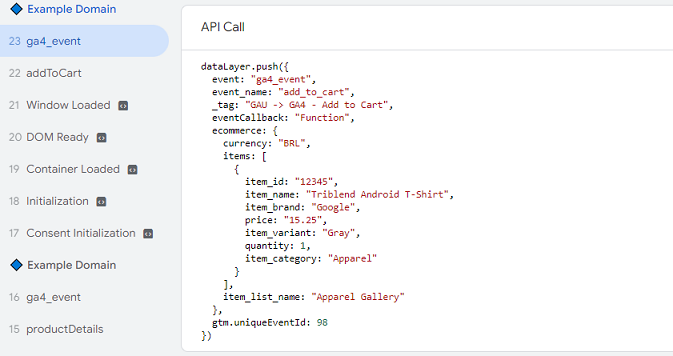 Example Domain
23 ga4_event
22 addToCart
21 Window Loaded
20 DOM Ready
19 Container Loaded
18 Initialization
17 Consent Initialization
Example Domain
16 ga4_event
15 productDetails
API Call
dataLayer.push({
event: "ga4_event",
event_name: "add_to_cart",
_tag: "GAU -> GA4 - Add to Cart",
eventCallback: "Function",
ecommerce: {
currency: "BRL",
items: [
{
item_id: "12345",
item_name: "Triblend Android T-Shirt",
item_brand: "Google",
price: "15.25",
item_variant: "Gray",
quantity: 1,
item_category: "Apparel"
}
],
item_list_name: "Apparel Gallery"
},
gtm.uniqueEventId: 98
})